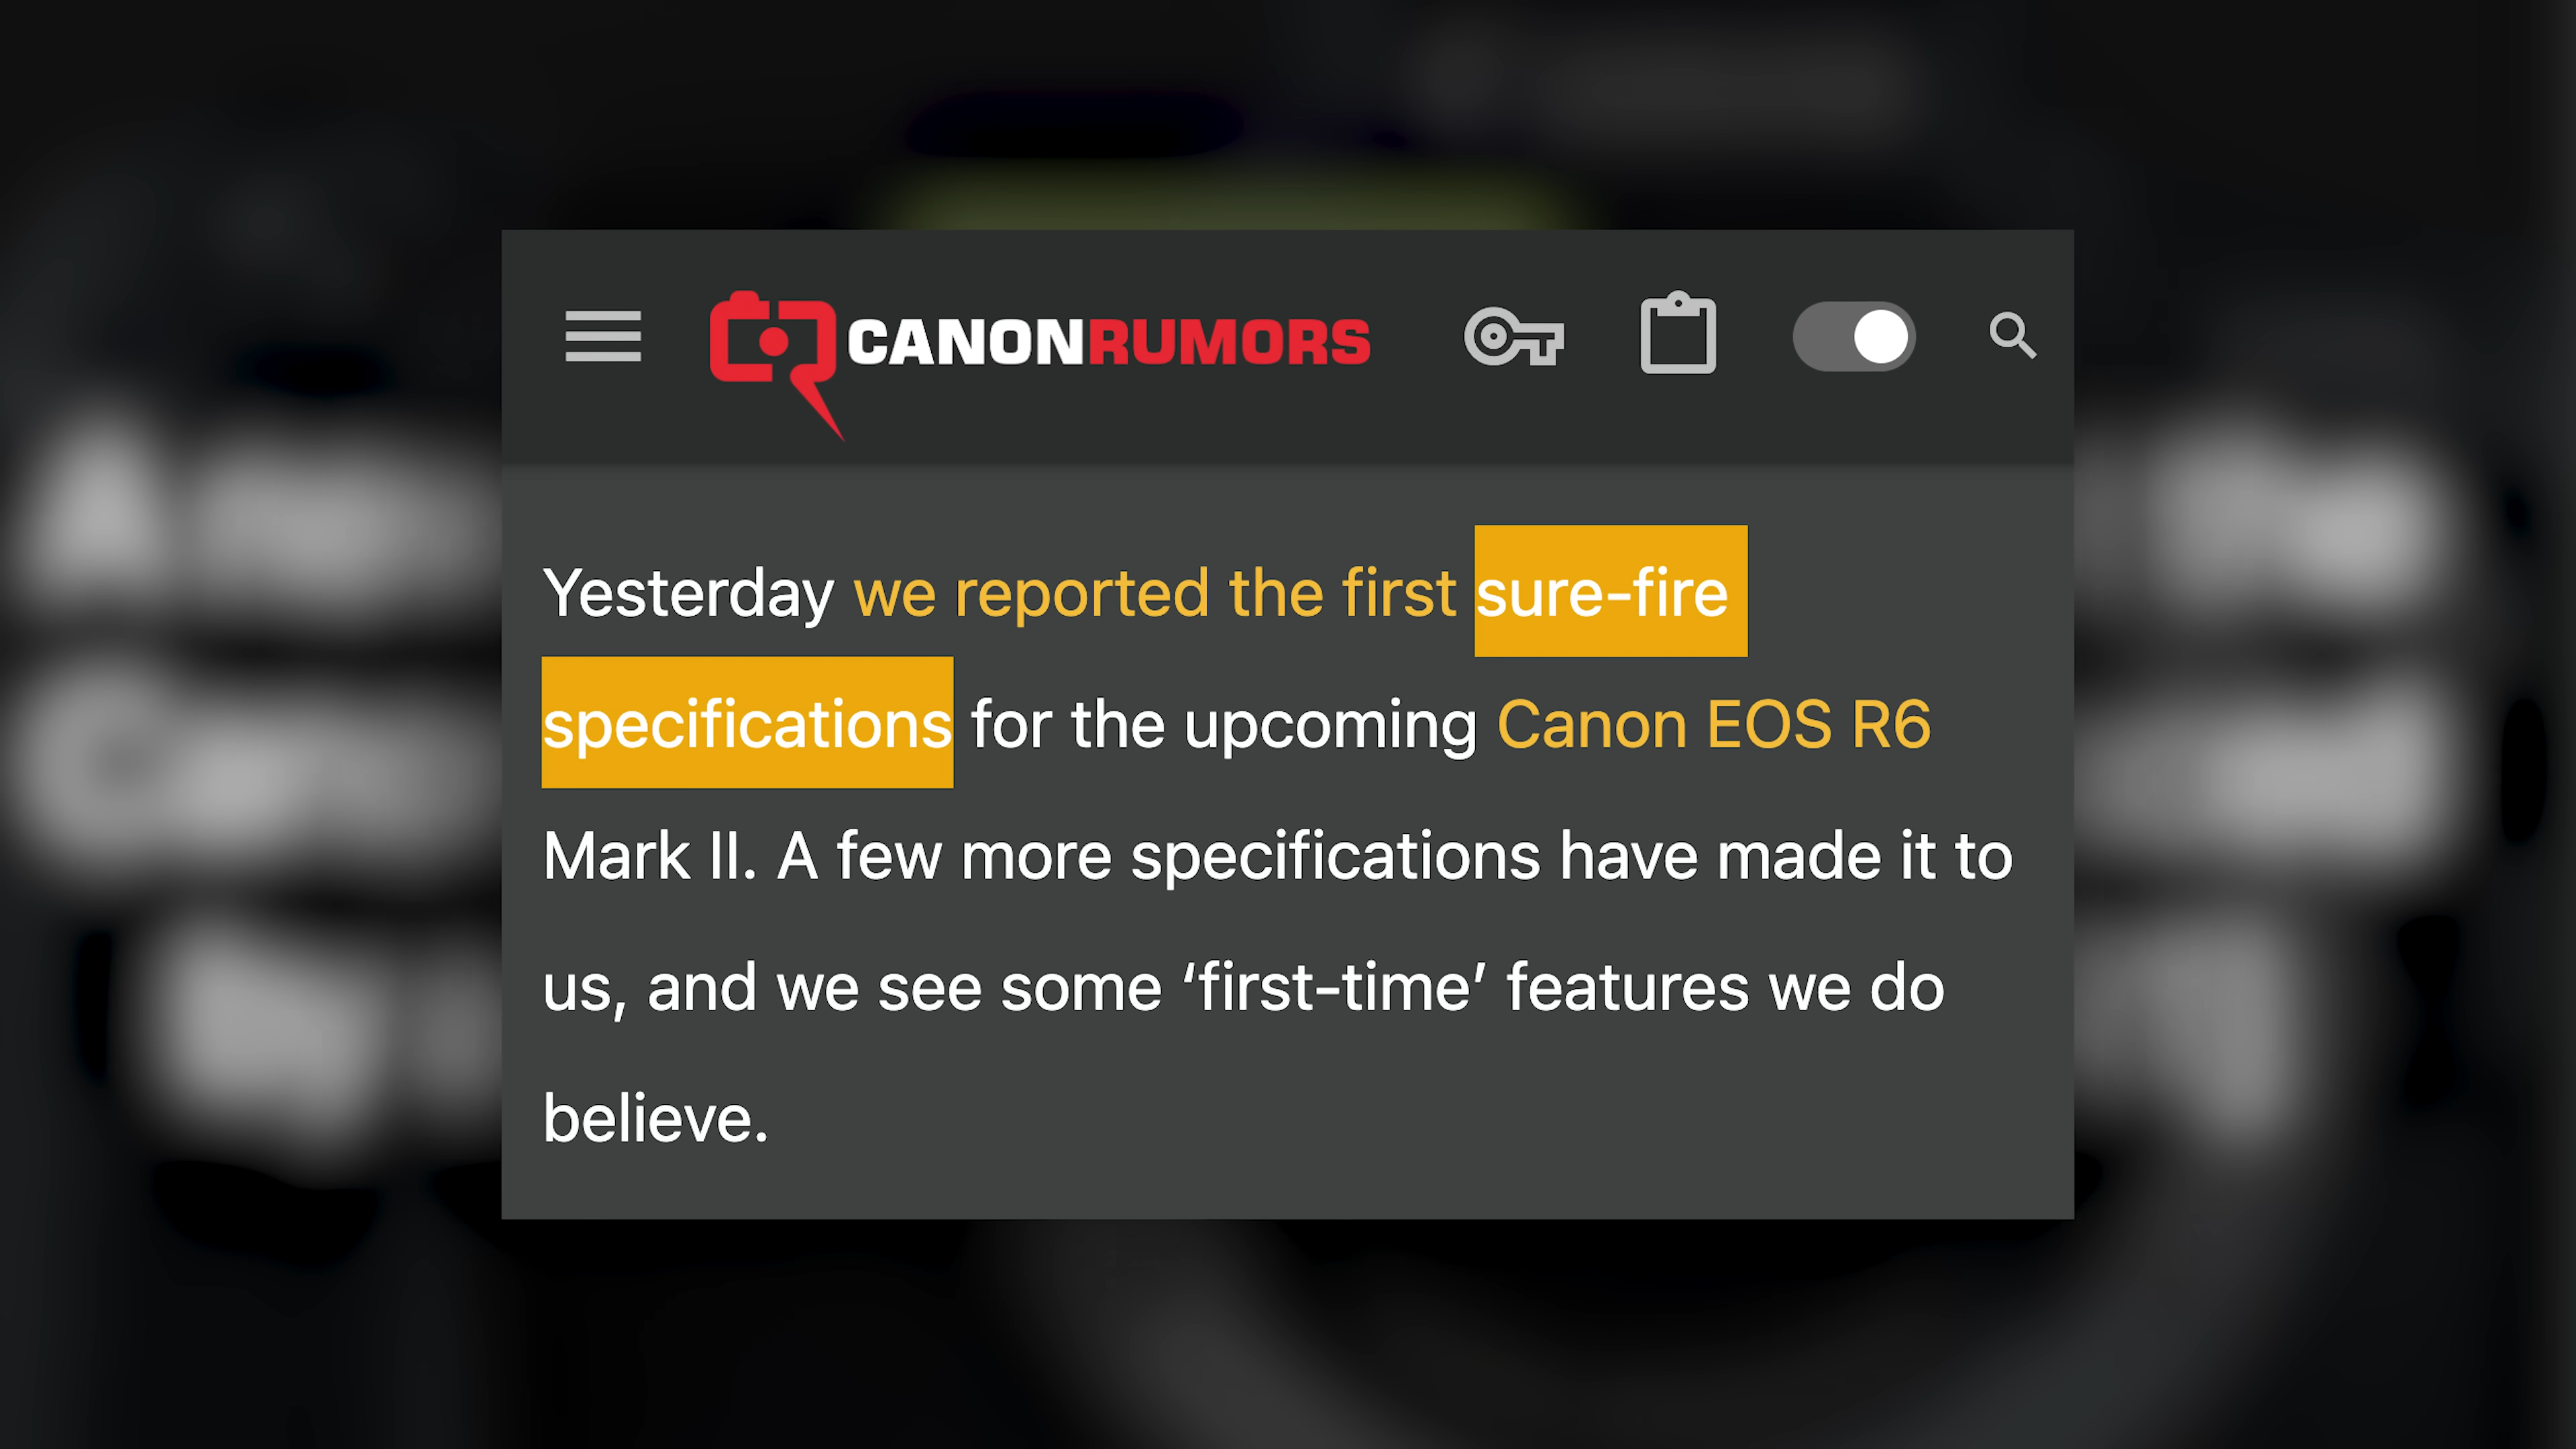 CANONRUMORS
Yesterday we reported the first sure-fire
specifications for the upcoming Canon EOS R6
Mark II. A few more specifications have made it to
us, and we see some ‘first-time’ features we do
believe.